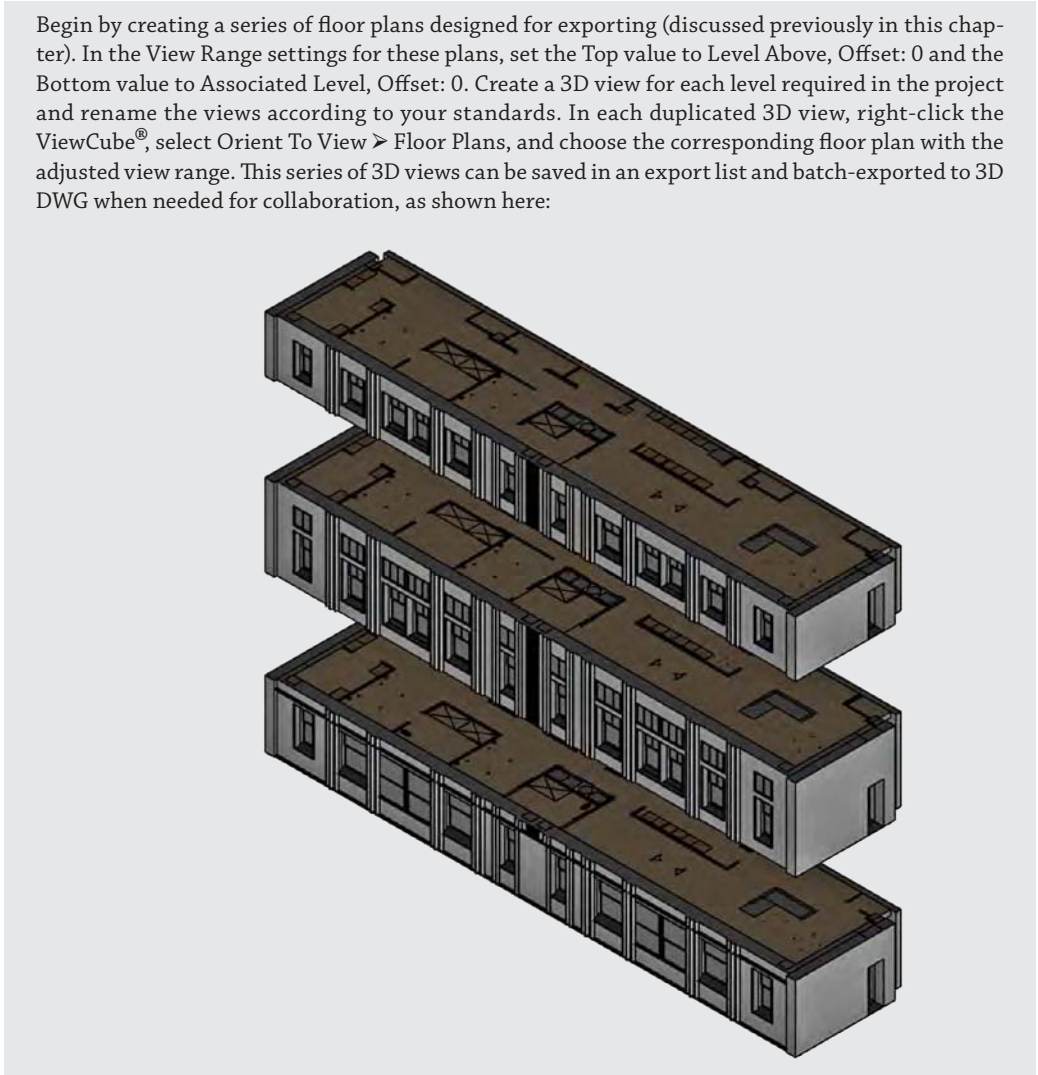 Begin by creating a series of floor plans designed for exporting (discussed previously in this chap-
ter). In the View Range settings for these plans, set the Top value to Level Above, Offset: 0 and the
Bottom value to Associated Level, Offset: 0. Create a 3D view for each level required in the project
and rename the views according to your standards. In each duplicated 3D view, right-click the
ViewCube®, select Orient To View ➢ Floor Plans, and choose the corresponding floor plan with the
adjusted view range. This series of 3D views can be saved in an export list and batch-exported to 3D
DWG when needed for collaboration, as shown here: